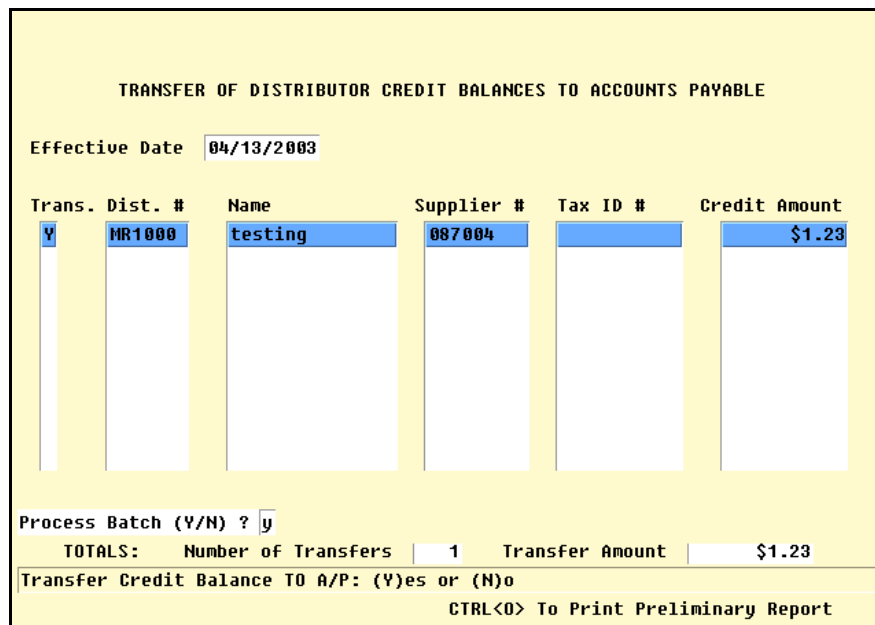 TRANSFER OF DISTRIBUTOR CREDIT BALANCES TO ACCOUNTS PAYABLE
Effective Date 04/13/2003
Trans. Dist. # Name Supplier # Tax ID # Credit Amount
Y MR1000 testing 087004 $1.23
Process Batch (Y/N) ? y
TOTALS: Number of Transfers 1 Transfer Amount $1.23
Transfer Credit Balance TO A/P: (Y)es or (N)o
CTRL<O> To Print Preliminary Report